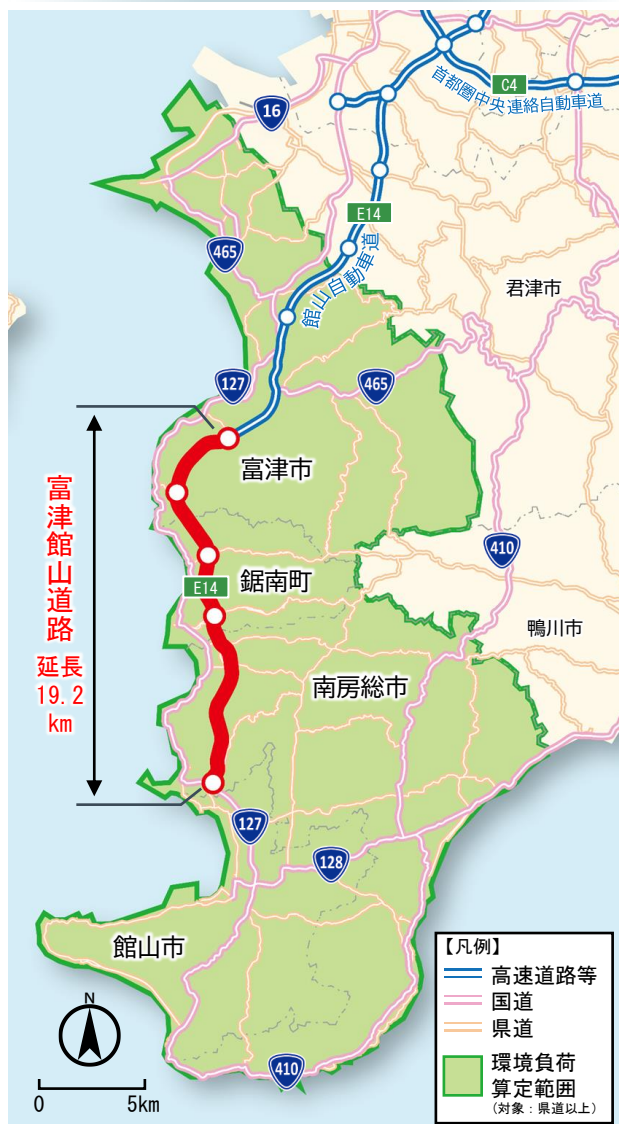 C4
首都圏中央連絡自動車道
16
E14
465
館山自動車道
君津市
127
465
富津市
410
富津館山道路
延長
19.2
km
E14
鋸南町
鴨川市
南房総市
127
128
館山市
410
N
0 5km
【凡例】
高速道路等
国道
県道
環境負荷
算定範囲
(対象:県道以上)